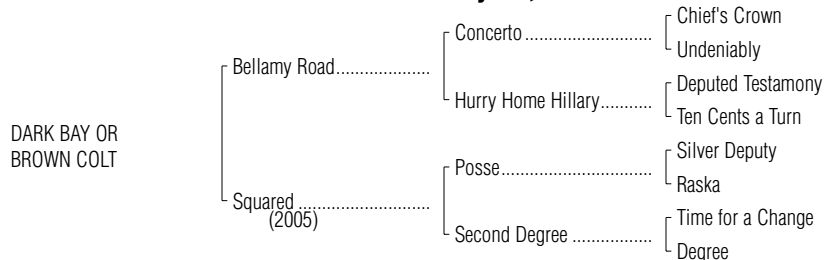 Chief's Crown
Concerto
Undeniably
Bellamy Road
Deputed Testamony
Hurry Home Hillary
Ten Cents a Turn
DARK BAY OR
BROWN COLT
Silver Deputy
Posse
Raska
Squared
(2005)
Time for a Change
Second Degree
Degree